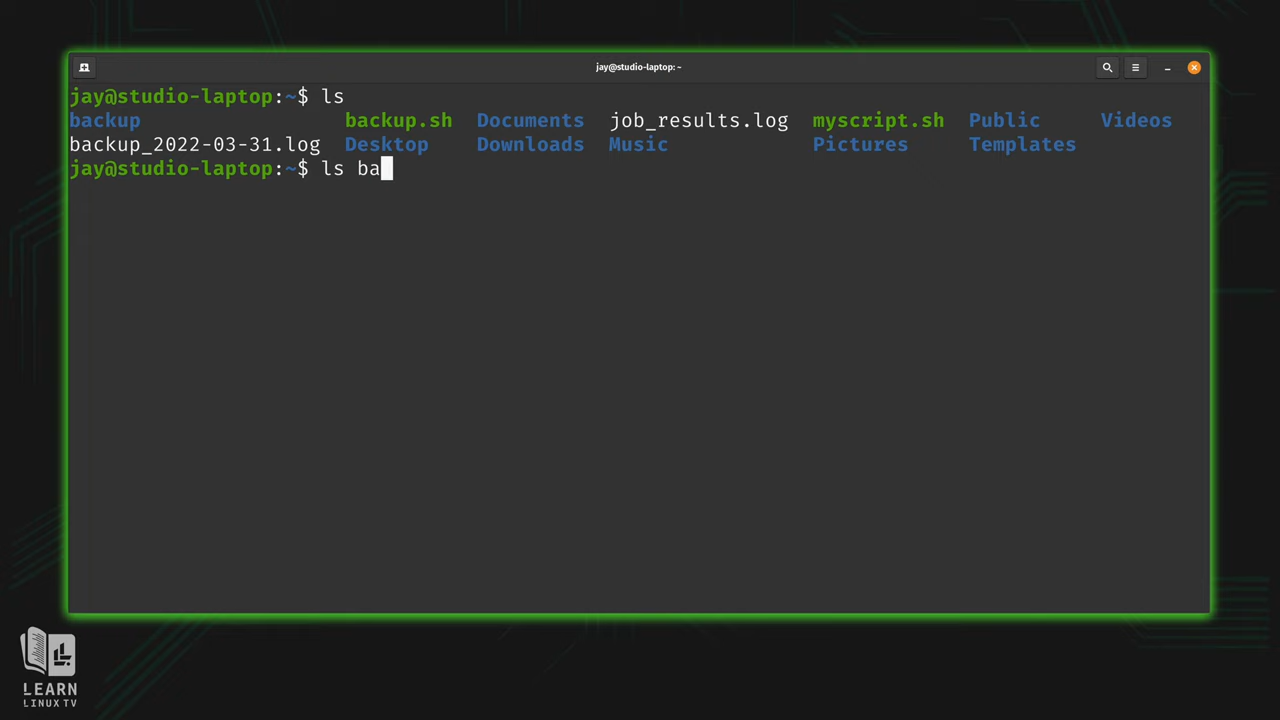 jay@studio-laptop: ~
jay@studio-laptop:~$ ls
backup backup.sh Documents job_results.log myscript.sh Public Videos
backup_2022-03-31.log Desktop Downloads Music Pictures Templates
jay@studio-laptop:~$ ls ba
LEARN
LINUX TV